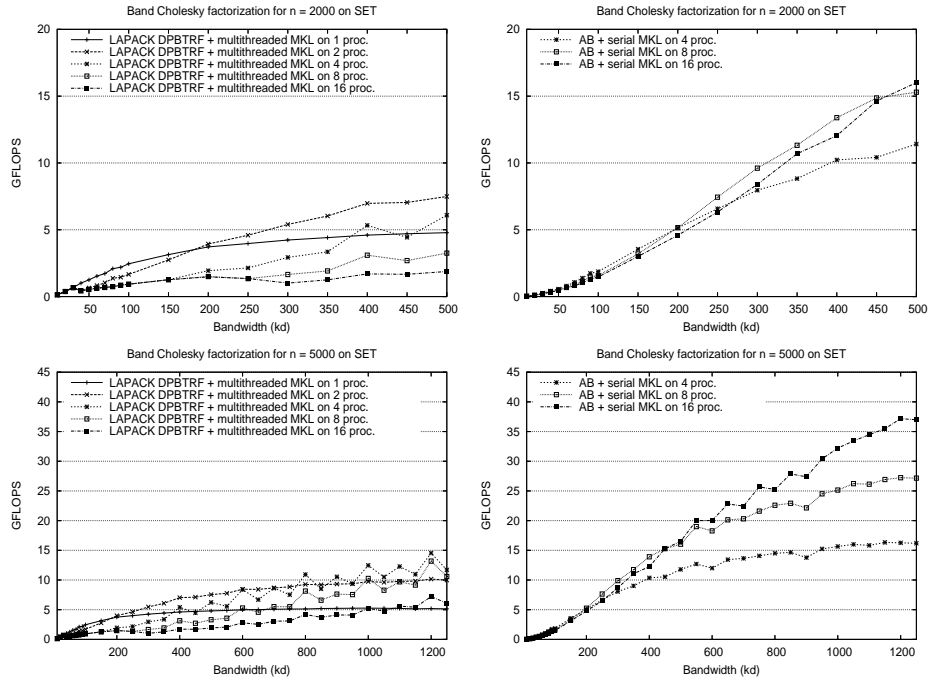 Band Cholesky factorization for n = 2000 on SET
20
15
10
5
0
GFLOPS
LAPACK DPBTRF + multithreaded MKL on 1 proc.
LAPACK DPBTRF + multithreaded MKL on 2 proc.
LAPACK DPBTRF + multithreaded MKL on 4 proc.
LAPACK DPBTRF + multithreaded MKL on 8 proc.
LAPACK DPBTRF + multithreaded MKL on 16 proc.
50 100 150 200 250 300 350 400 450 500
Bandwidth (kd)
Band Cholesky factorization for n = 2000 on SET
20
15
10
5
0
GFLOPS
AB + serial MKL on 4 proc.
AB + serial MKL on 8 proc.
AB + serial MKL on 16 proc.
50 100 150 200 250 300 350 400 450 500
Bandwidth (kd)
Band Cholesky factorization for n = 5000 on SET
45
40
35
30
25
20
15
10
5
0
GFLOPS
LAPACK DPBTRF + multithreaded MKL on 1 proc.
LAPACK DPBTRF + multithreaded MKL on 2 proc.
LAPACK DPBTRF + multithreaded MKL on 4 proc.
LAPACK DPBTRF + multithreaded MKL on 8 proc.
LAPACK DPBTRF + multithreaded MKL on 16 proc.
200 400 600 800 1000 1200
Bandwidth (kd)
Band Cholesky factorization for n = 5000 on SET
45
40
35
30
25
20
15
10
5
0
GFLOPS
AB + serial MKL on 4 proc.
AB + serial MKL on 8 proc.
AB + serial MKL on 16 proc.
200 400 600 800 1000 1200
Bandwidth (kd)